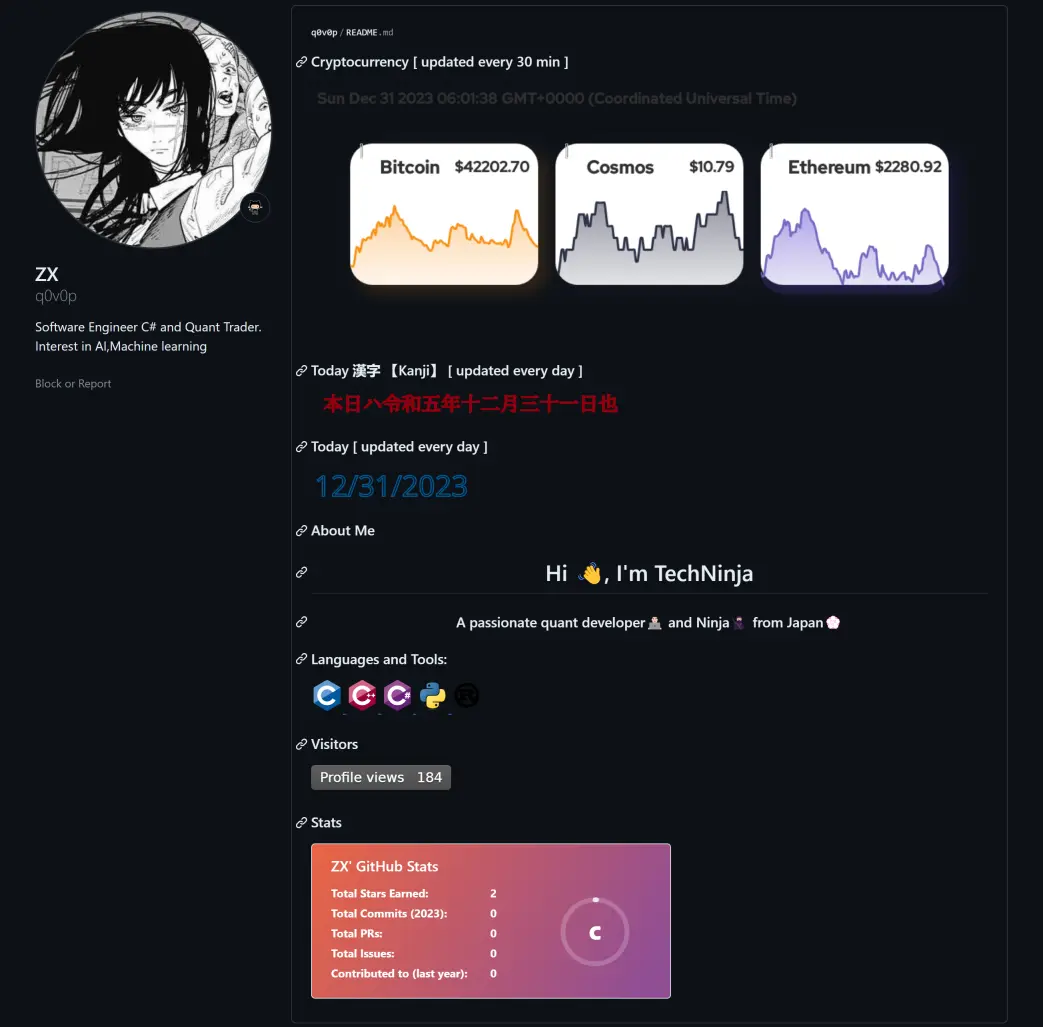 ZX
q0v0p
Software Engineer C# and Quant Trader.
Interest in AI,Machine learning
Block or Report
q0v0p / README.md
Cryptocurrency [ updated every 30 min ]
Sun Dec 31 2023 06:01:38 GMT+0000 (Coordinated Universal Time)
Bitcoin $42202.70
Cosmos $10.79
Ethereum $2280.92
Today 漢字 【Kanji】 [ updated every day ]
本日ハ令和五年十二月三十一日也
Today [ updated every day ]
12/31/2023
About Me
Hi 👋, I'm TechNinja
A passionate quant developer👨🏻‍💻 and Ninja🥷🏻 from Japan💮
Languages and Tools:
C C++ C# R
Visitors
Profile views 184
Stats
ZX' GitHub Stats
Total Stars Earned: 2
Total Commits (2023): 0
Total PRs: 0
Total Issues: 0
Contributed to (last year): 0
C